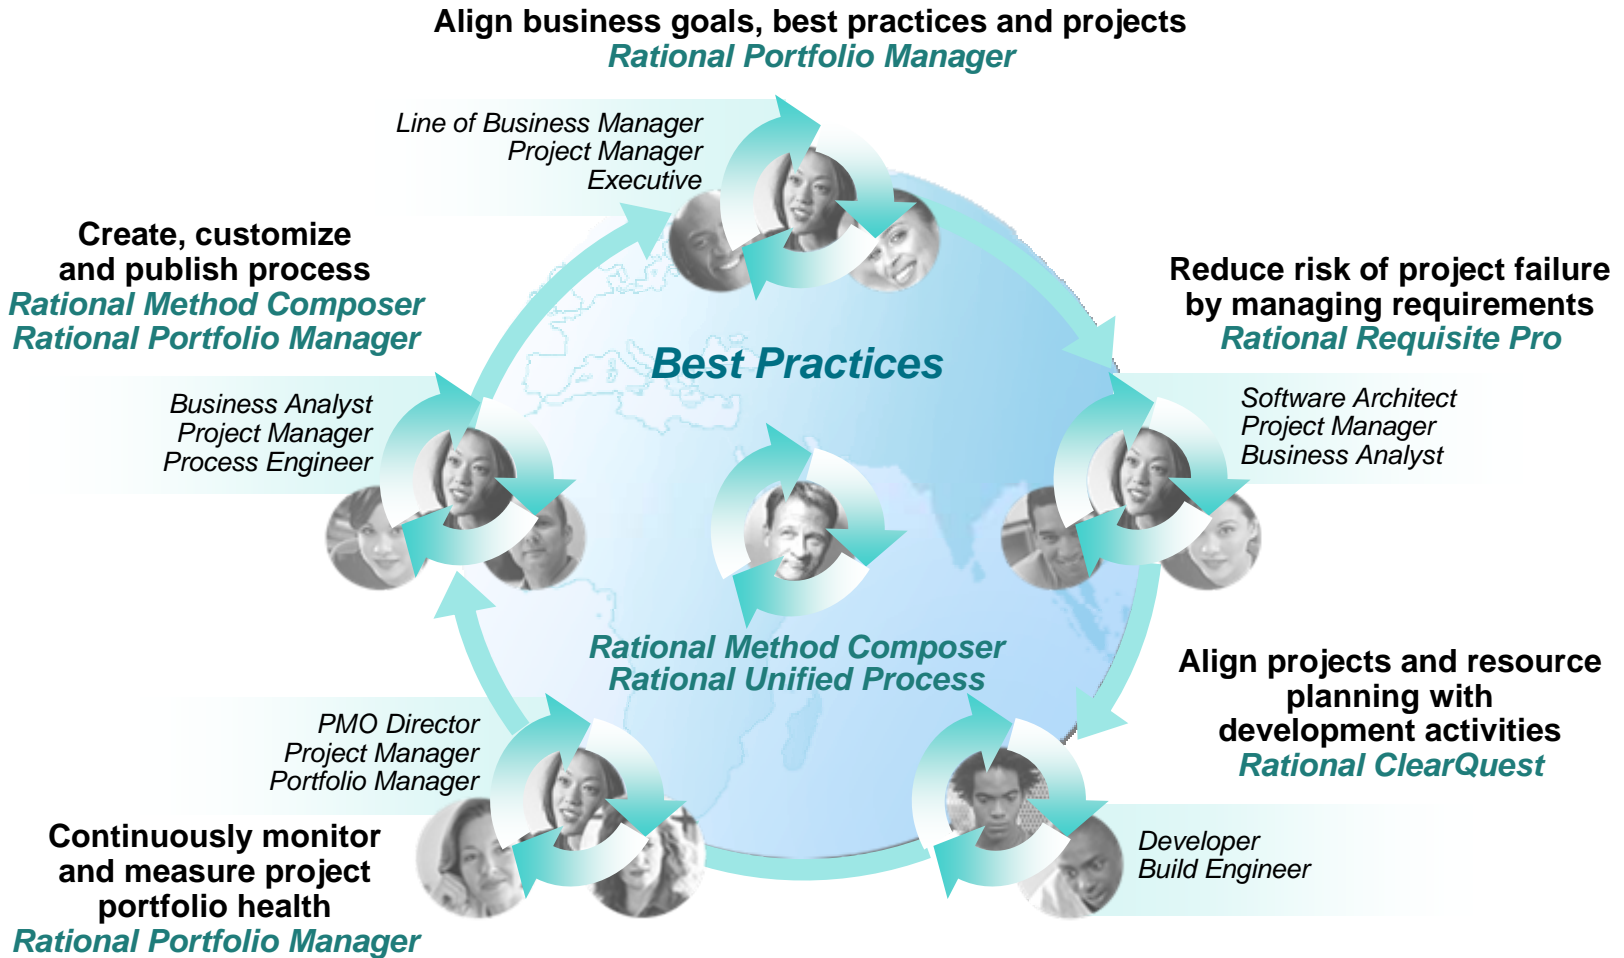 Align business goals, best practices and projects
Rational Portfolio Manager
Line of Business Manager
Project Manager
Executive
Create, customize
and publish process
Rational Method Composer
Rational Portfolio Manager
Business Analyst
Project Manager
Process Engineer
Reduce risk of project failure
by managing requirements
Rational Requisite Pro
Software Architect
Project Manager
Business Analyst
Best Practices
Rational Method Composer
Rational Unified Process
Align projects and resource
planning with
development activities
Rational ClearQuest
Developer
Build Engineer
PMO Director
Project Manager
Portfolio Manager
Continuously monitor
and measure project
portfolio health
Rational Portfolio Manager